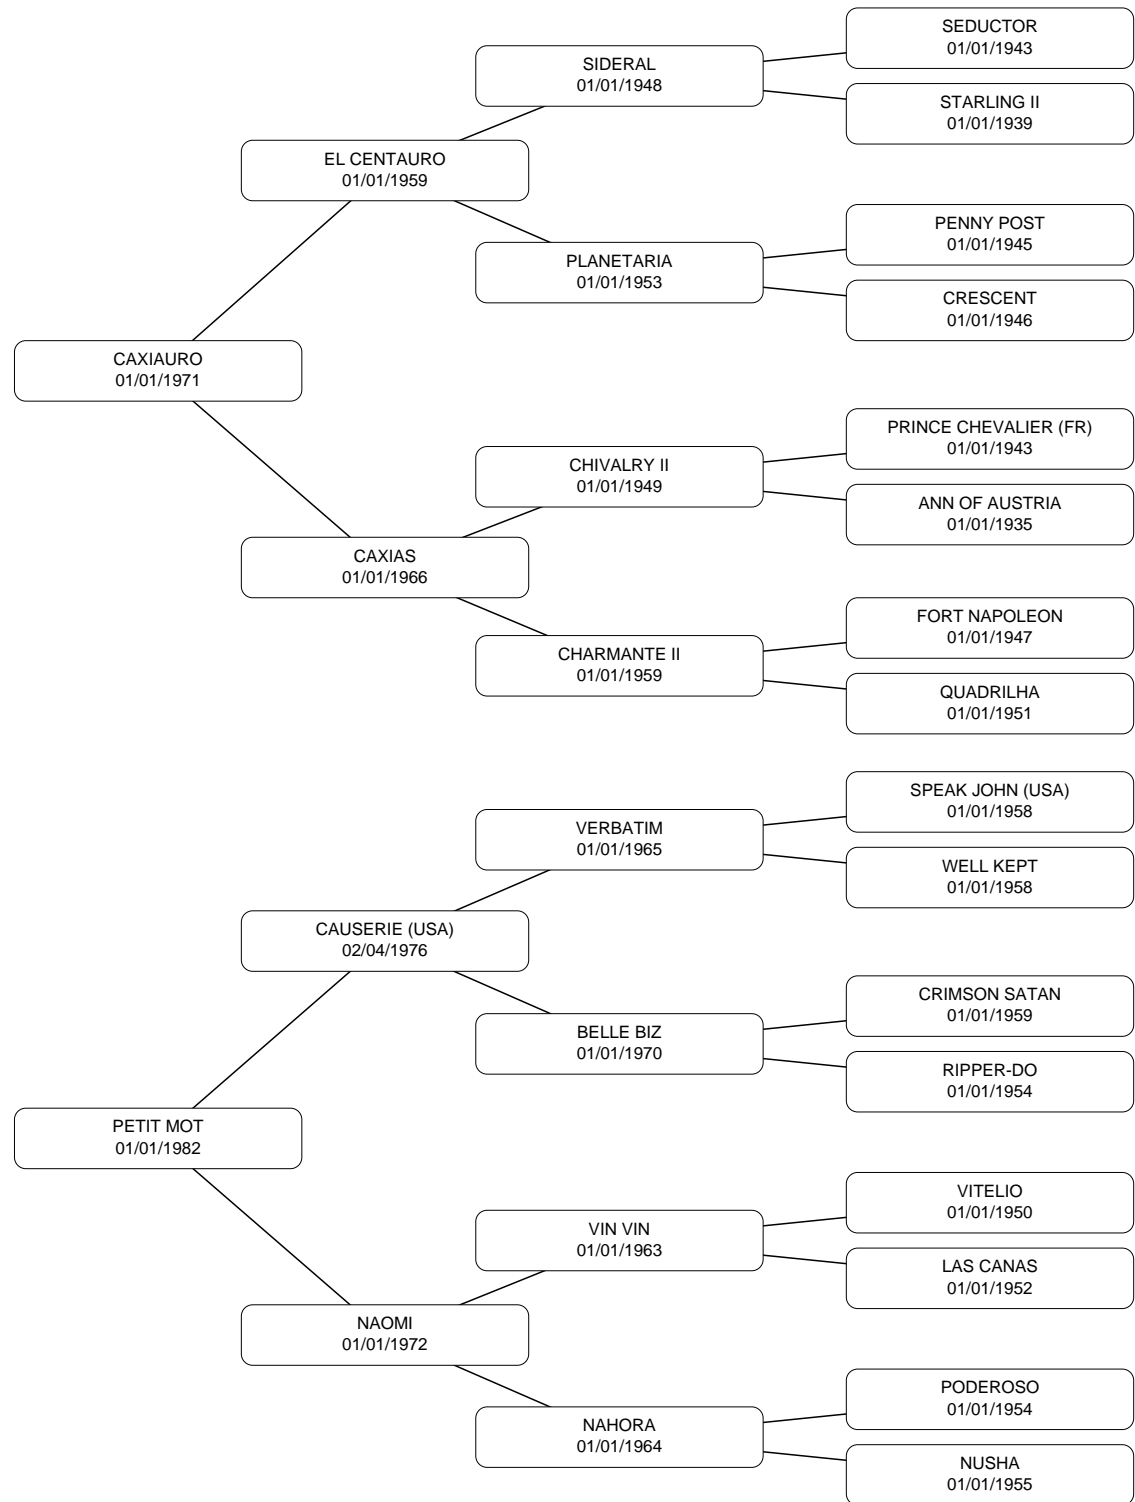 SEDUCTOR
01/01/1943
SIDERAL
01/01/1948
STARLING II
01/01/1939
EL CENTAURO
01/01/1959
PENNY POST
01/01/1945
PLANETARIA
01/01/1953
CRESCENT
01/01/1946
CAXIAURO
01/01/1971
PRINCE CHEVALIER (FR)
01/01/1943
CHIVALRY II
01/01/1949
ANN OF AUSTRIA
01/01/1935
CAXIAS
01/01/1966
FORT NAPOLEON
01/01/1947
CHARMANTE II
01/01/1959
QUADRILHA
01/01/1951
SPEAK JOHN (USA)
01/01/1958
VERBATIM
01/01/1965
WELL KEPT
01/01/1958
CAUSERIE (USA)
02/04/1976
CRIMSON SATAN
01/01/1959
BELLE BIZ
01/01/1970
RIPPER-DO
01/01/1954
PETIT MOT
01/01/1982
VITELIO
01/01/1950
VIN VIN
01/01/1963
LAS CANAS
01/01/1952
NAOMI
01/01/1972
PODEROSO
01/01/1954
NAHORA
01/01/1964
NUSHA
01/01/1955